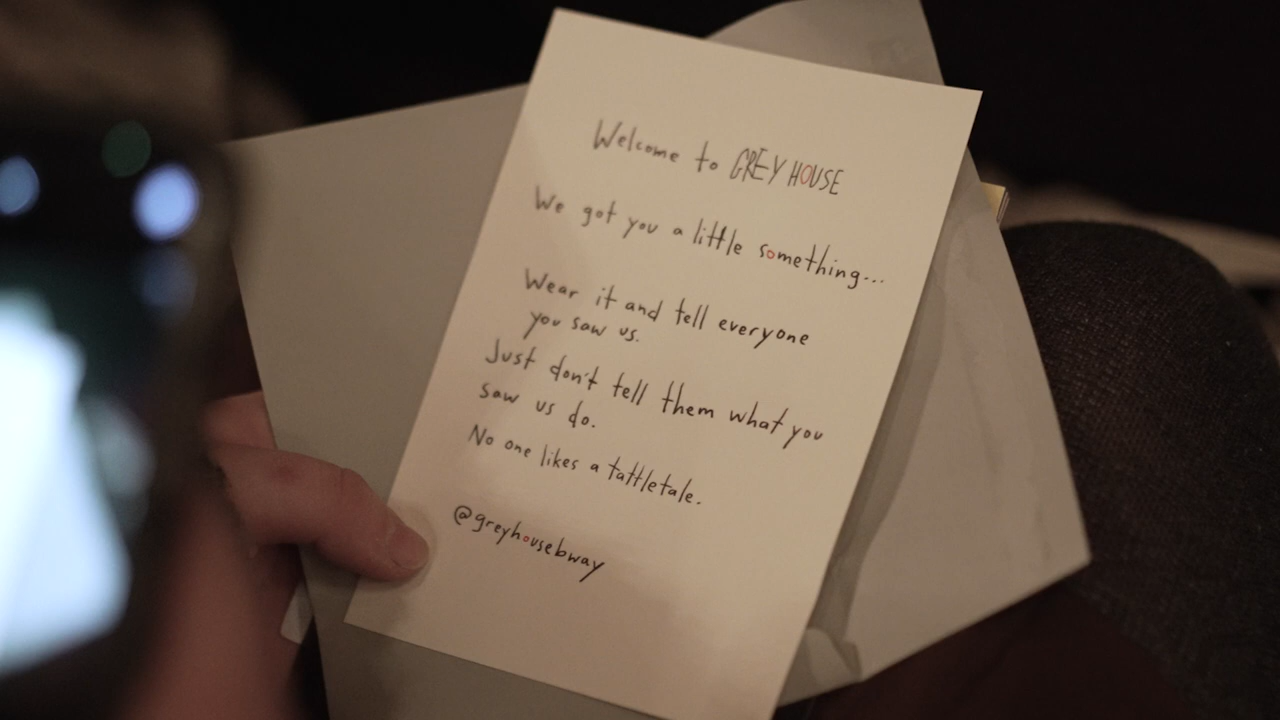 Welcome to GREY HOUSE
We got you a little something...
Wear it and tell everyone
you saw us.
Just don't tell them what you
saw us do.
No one likes a tattletale.
@greyhousebway